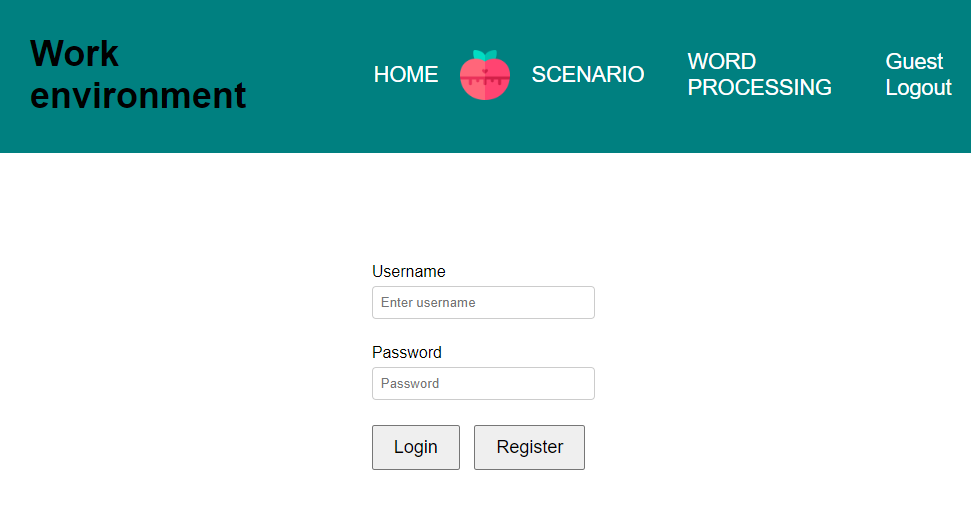 Work
environment
HOME
SCENARIO
WORD
PROCESSING
Guest
Logout
Username
Enter username
Password
Password
Login
Register